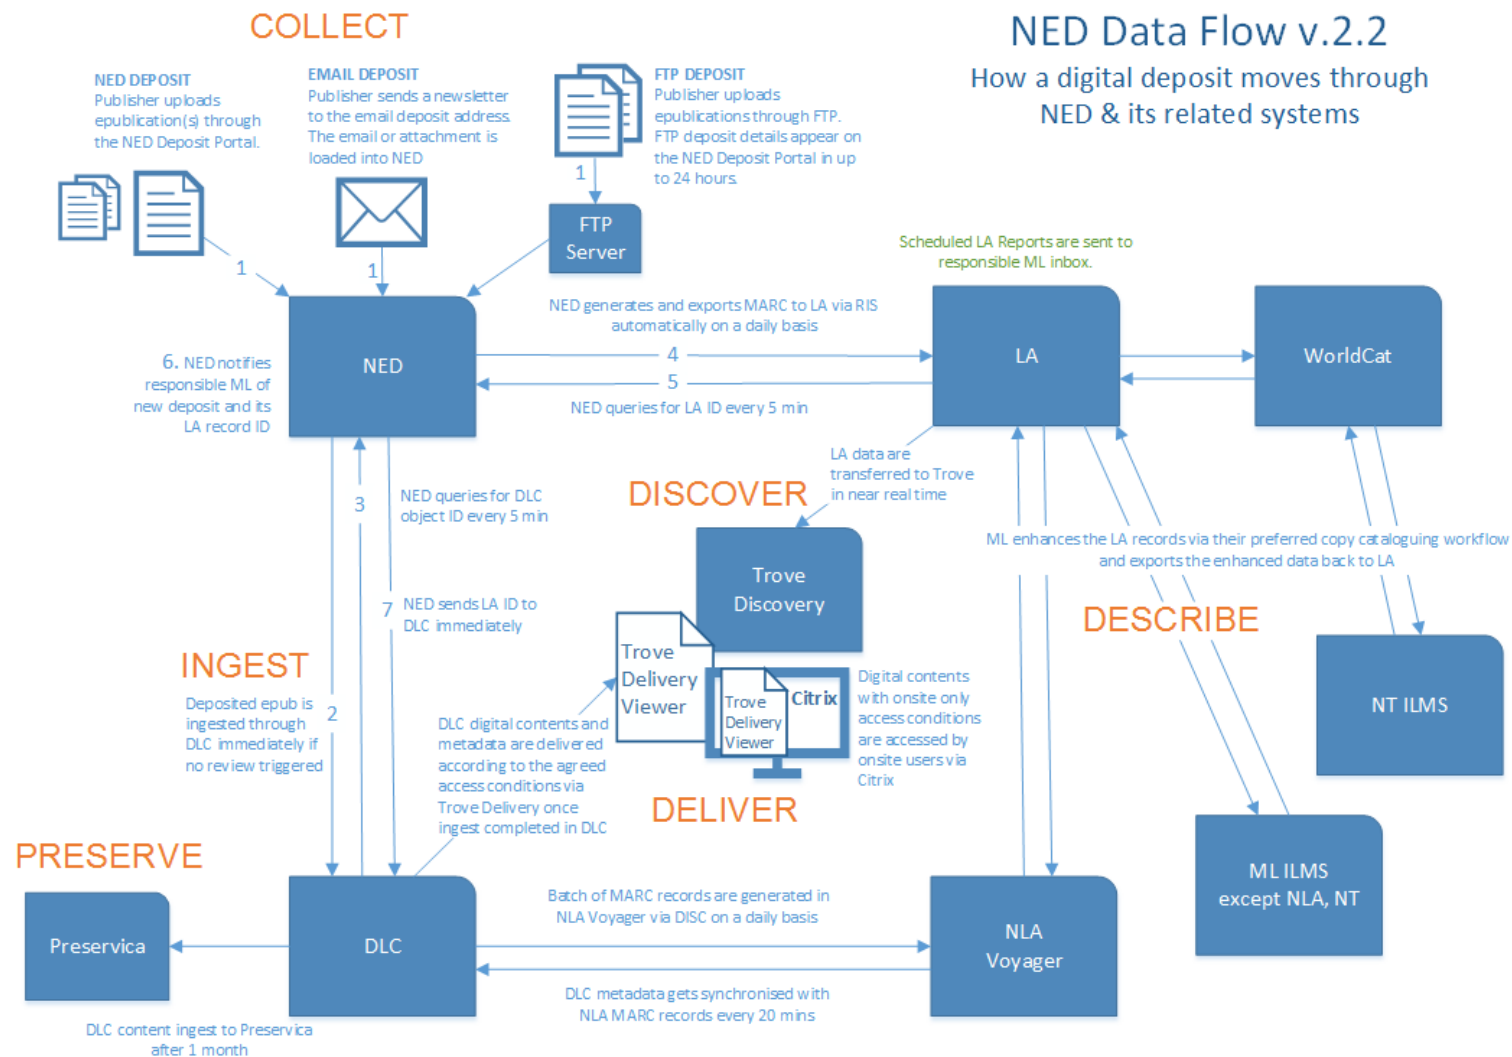 COLLECT
NED Data Flow v.2.2
How a digital deposit moves through
NED & its related systems
NED DEPOSIT
Publisher uploads
epublication(s) through
the NED Deposit Portal.
EMAIL DEPOSIT
Publisher sends a newsletter
to the email deposit address.
The email or attachment is
loaded into NED
FTP DEPOSIT
Publisher uploads
epublications through FTP.
FTP deposit details appear on
the NED Deposit Portal in up
to 24 hours.
1
1
1
FTP
Server
Scheduled LA Reports are sent to
responsible ML inbox.
NED generates and exports MARC to LA via RIS
automatically on a daily basis
4
5
NED queries for LA ID every 5 min
6. NED notifies
responsible ML of
new deposit and its
LA record ID
NED
LA
WorldCat
LA data are
transferred to Trove
in near real time
3
NED queries for DLC
object ID every 5 min
DISCOVER
Trove
Discovery
ML enhances the LA records via their preferred copy cataloguing workflow
and exports the enhanced data back to LA
DESCRIBE
7
NED sends LA ID to
DLC immediately
INGEST
Deposited epub is
ingested through
DLC immediately if
no review triggered
2
Trove
Delivery
Viewer
Trove
Delivery
Viewer
Citrix
Digital contents
with onsite only
access conditions
are accessed by
onsite users via
Citrix
NT ILMS
DLC digital contents and
metadata are delivered
according to the agreed
access conditions via
Trove Delivery once
ingest completed in DLC
DELIVER
PRESERVE
Preservica
DLC
Batch of MARC records are generated in
NLA Voyager via DISC on a daily basis
NLA
Voyager
ML ILMS
except NLA, NT
DLC metadata gets synchronised with
NLA MARC records every 20 mins
DLC content ingest to Preservica
after 1 month